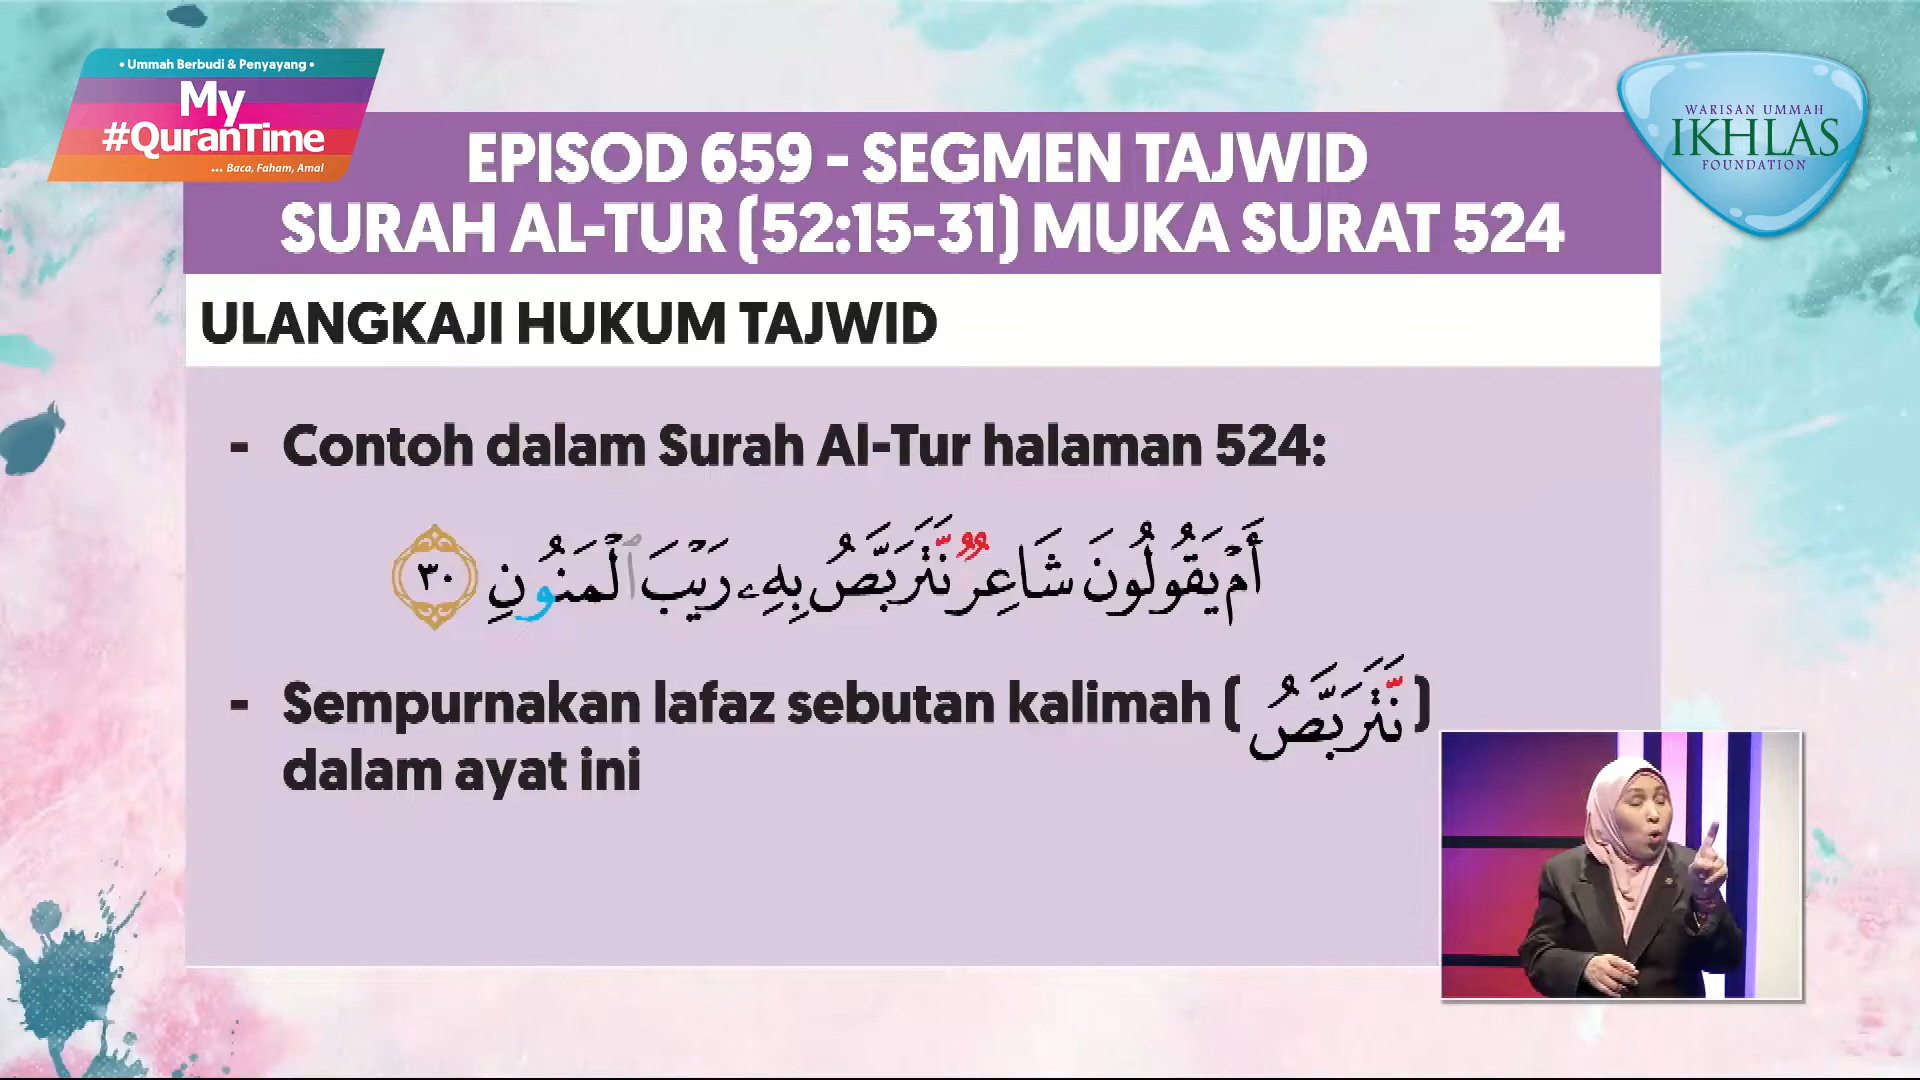 • Ummah Berbudi & Penyayang •
My
#QuranTime
... Baca, Faham, Amal
WARISAN UMMAH
IKHLAS
FOUNDATION
EPISOD 659 - SEGMEN TAJWID
SURAH AL-TUR (52:15-31) MUKA SURAT 524
ULANGKAJI HUKUM TAJWID
- Contoh dalam Surah Al-Tur halaman 524:
أَمْ يَقُولُونَ شَاعِرٌ نَّتَرَبَّصُ بِهِۦ رَيْبَ ٱلْمَنُونِ ٣٠
- Sempurnakan lafaz sebutan kalimah (نَّتَرَبَّصُ)
dalam ayat ini